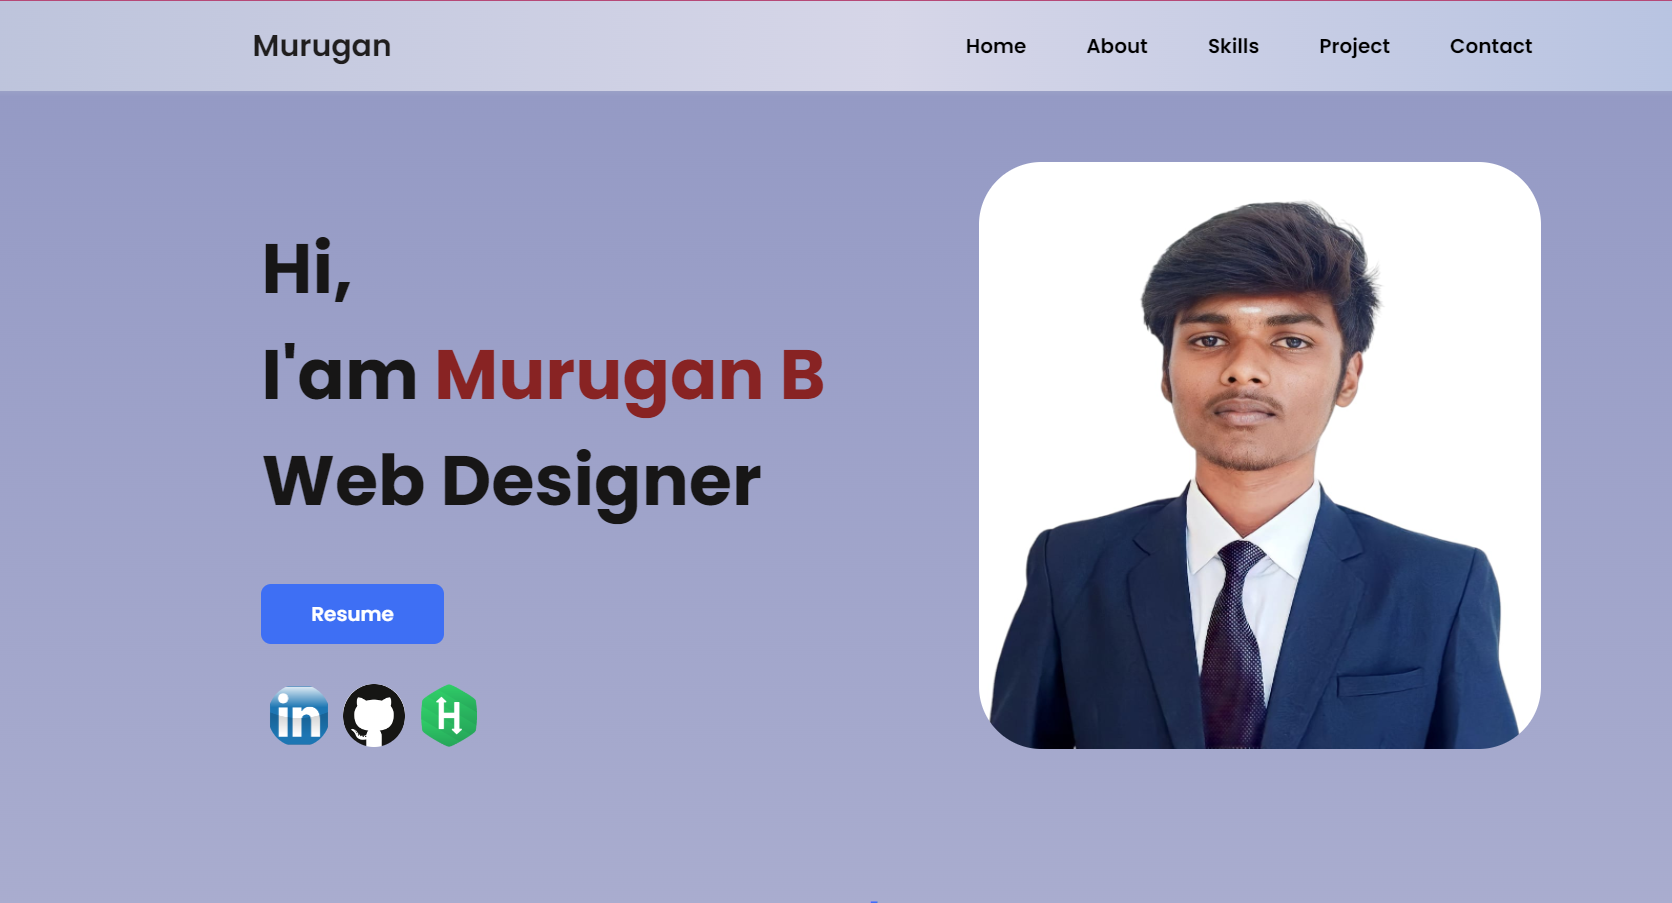 Murugan
Home About Skills Project Contact
Hi,
I'am Murugan B
Web Designer
Resume
in
H